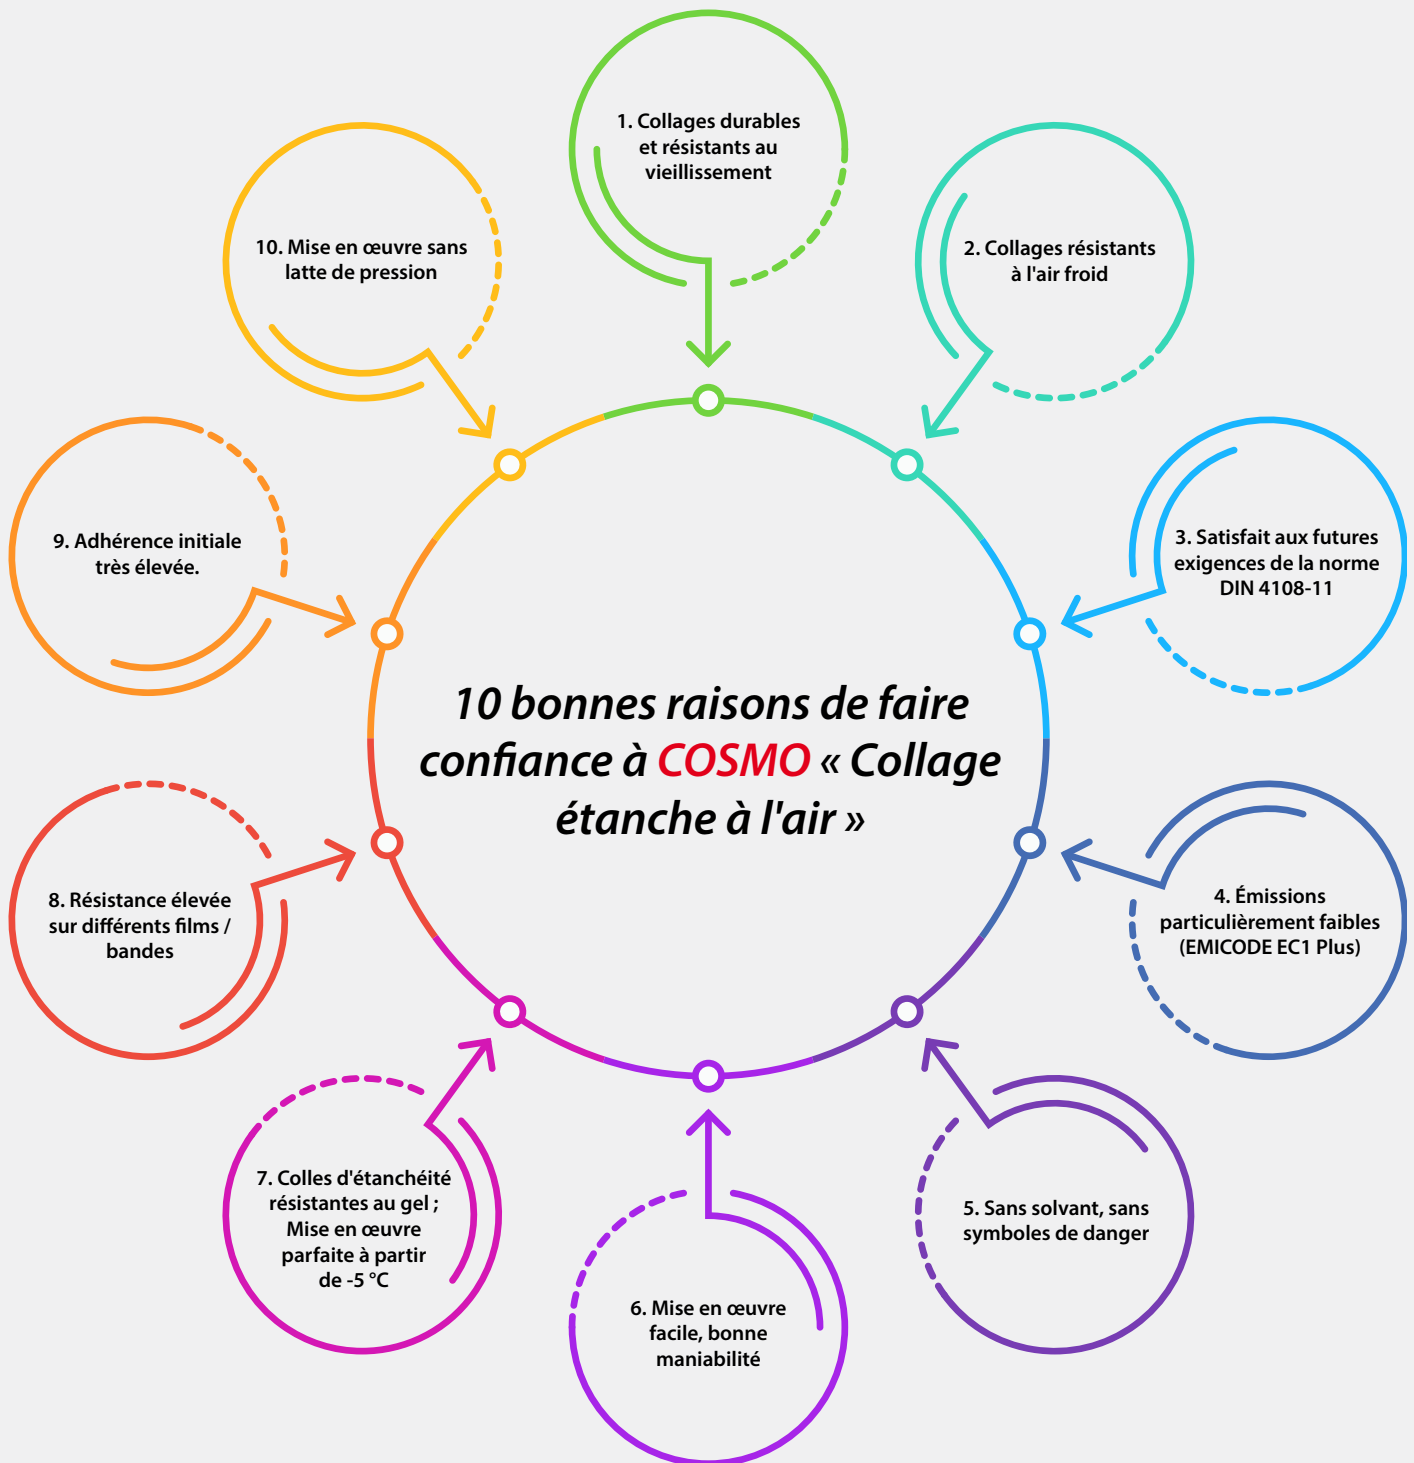 1. Collages durables
et résistants au
vieillissement
2. Collages résistants
à l'air froid
3. Satisfait aux futures
exigences de la norme
DIN 4108-11
4. Émissions
particulièrement faibles
(EMICODE EC1 Plus)
5. Sans solvant, sans
symboles de danger
6. Mise en œuvre
facile, bonne
maniabilité
7. Colles d'étanchéité
résistantes au gel ;
Mise en œuvre
parfaite à partir
de -5 °C
8. Résistance élevée
sur différents films /
bandes
9. Adhérence initiale
très élevée.
10. Mise en œuvre sans
latte de pression
10 bonnes raisons de faire
confiance à COSMO « Collage
étanche à l'air »